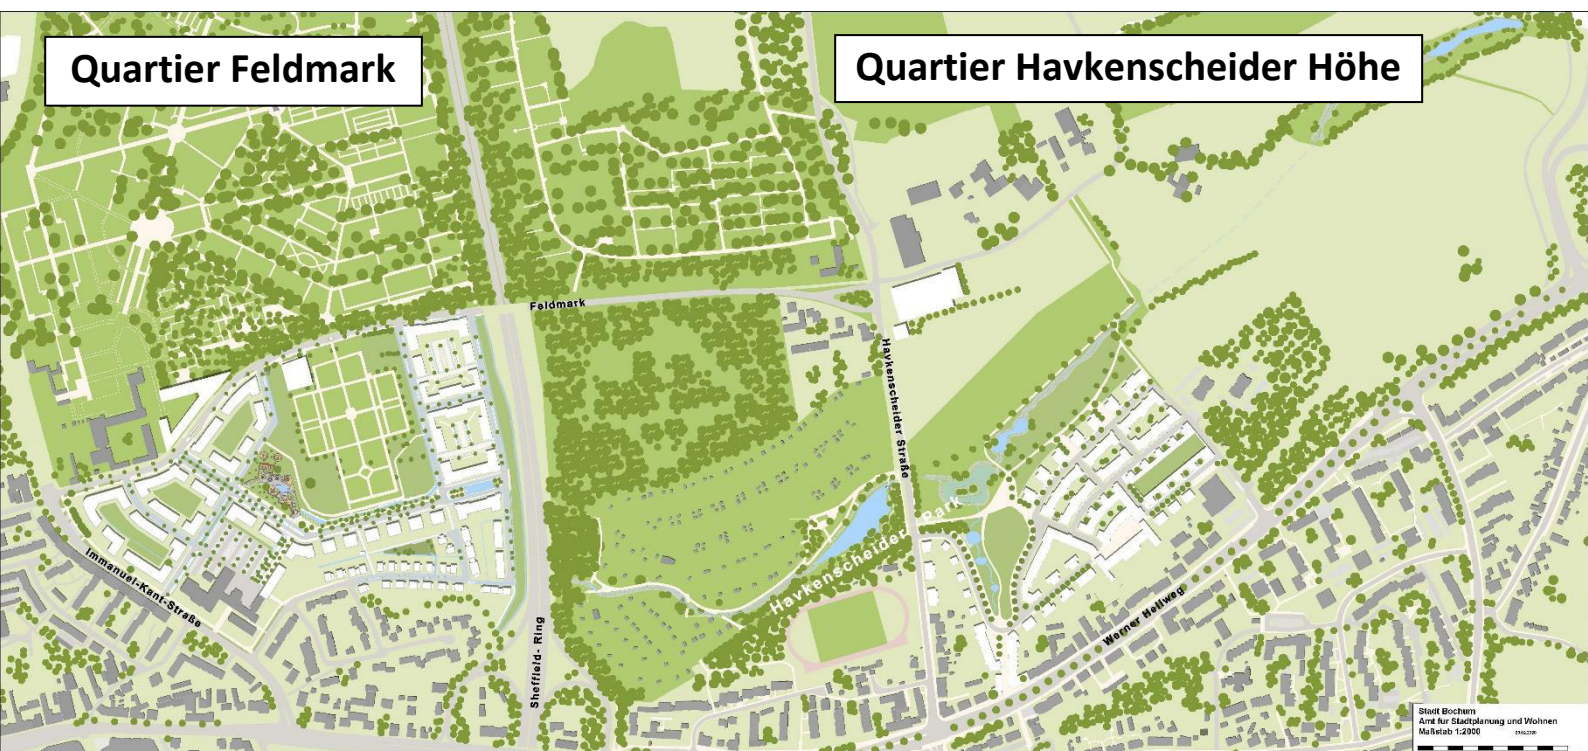 Quartier Feldmark
Quartier Havkenscheider Höhe
Feldmark
Havkenscheider Straße
Havkenscheider Park
Immanuel-Kant-Straße
Sheffield- Ring
Werner Hellweg
Stadt Bochum
Amt für Stadtplanung und Wohnen
Maßstab 1:2000